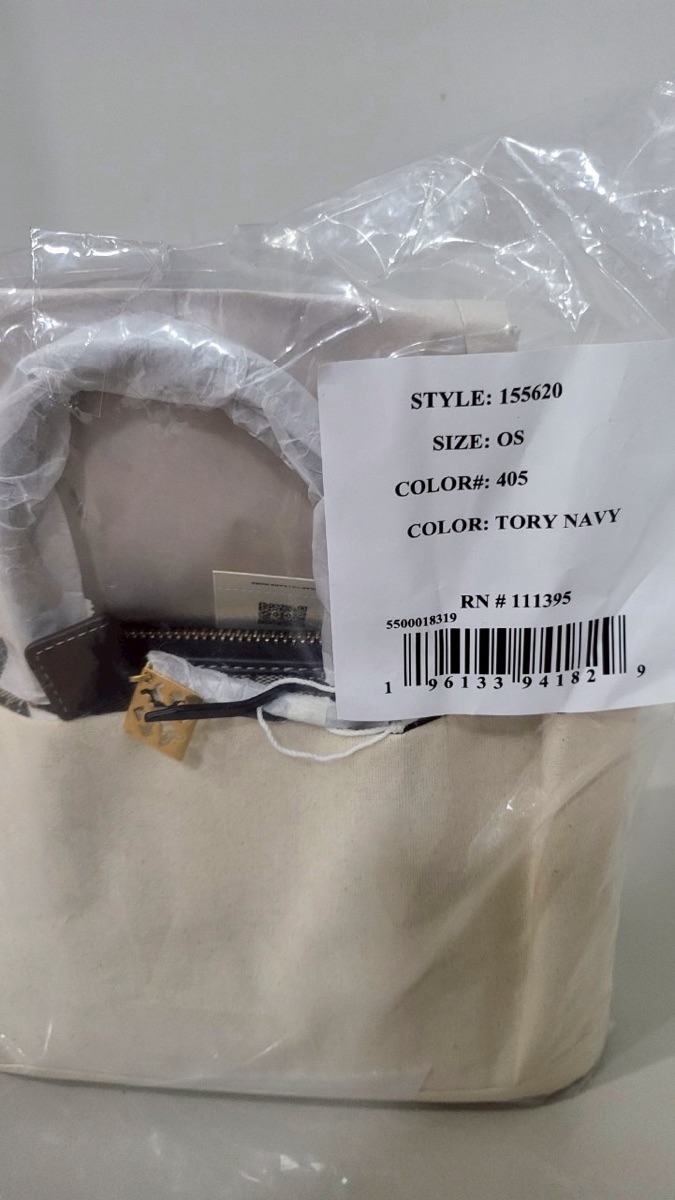 STYLE: 155620
SIZE: OS
COLOR#: 405
COLOR: TORY NAVY
RN # 111395
5500018319
1 96133 94182 9